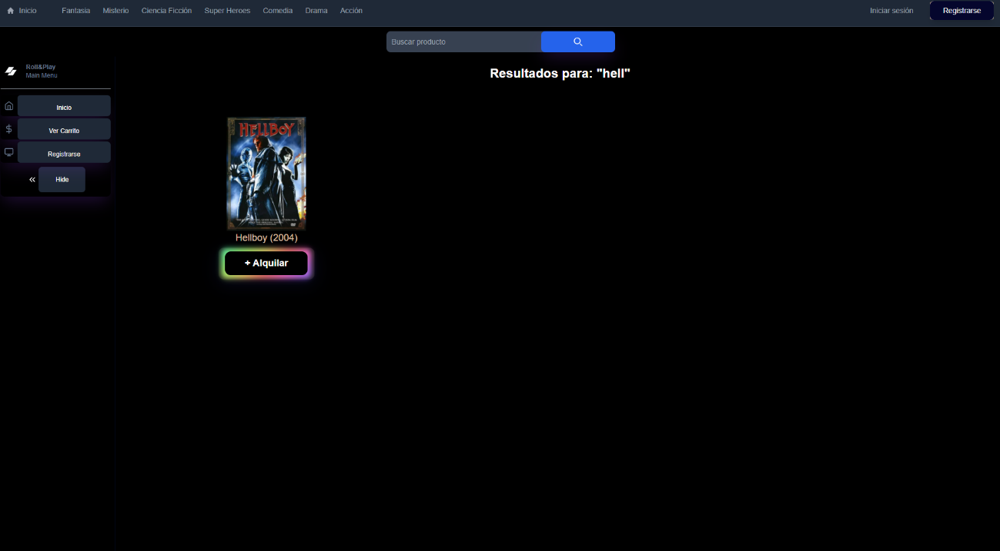 Inicio Fantasia Misterio Ciencia Ficción Super Heroes Comedia Drama Acción Iniciar sesión Registrarse
Buscar producto
Roll&Play
Main Menu
Resultados para: "hell"
Inicio
Ver Carrito
Registrarse
Hide
HELLBOY
Hellboy (2004)
+ Alquilar